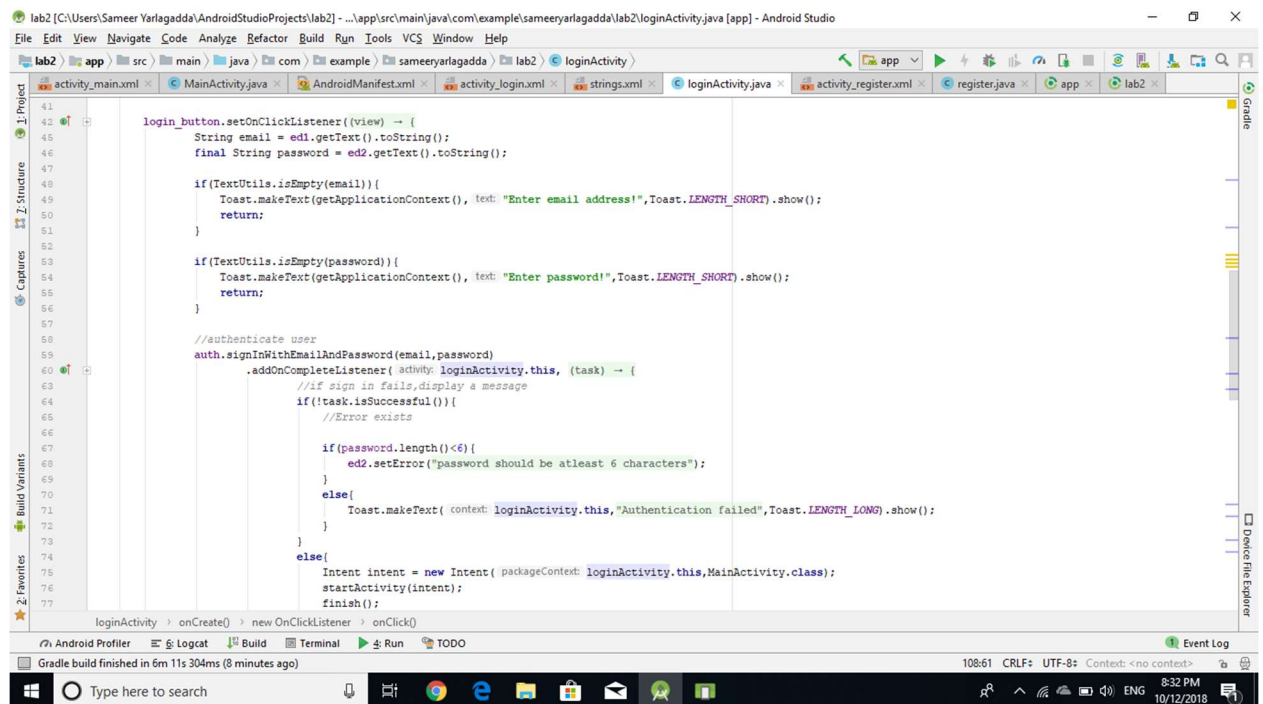 lab2 [C:\Users\Sameer Yarlagadda\AndroidStudioProjects\lab2] - ...\app\src\main\java\com\example\sameeryarlagadda\lab2\loginActivity.java [app] - Android Studio
File Edit View Navigate Code Analyze Refactor Build Run Tools VCS Window Help
lab2 app src main java com example sameeryarlagadda lab2 loginActivity app
activity_main.xml MainActivity.java AndroidManifest.xml activity_login.xml strings.xml loginActivity.java activity_register.xml register.java app lab2
1: Project
Z: Structure
Captures
Build Variants
2: Favorites
41
42 login_button.setOnClickListener((view) → {
45 String email = ed1.getText().toString();
46 final String password = ed2.getText().toString();
47
48 if(TextUtils.isEmpty(email)){
49 Toast.makeText(getApplicationContext(), text: "Enter email address!",Toast.LENGTH_SHORT).show();
50 return;
51 }
52
53 if(TextUtils.isEmpty(password)){
54 Toast.makeText(getApplicationContext(), text: "Enter password!",Toast.LENGTH_SHORT).show();
55 return;
56 }
57
58 //authenticate user
59 auth.signInWithEmailAndPassword(email,password)
60 .addOnCompleteListener( activity: loginActivity.this, (task) → {
63 //if sign in fails,display a message
64 if(!task.isSuccessful()){
65 //Error exists
66
67 if(password.length()<6){
68 ed2.setError("password should be atleast 6 characters");
69 }
70 else{
71 Toast.makeText( context: loginActivity.this,"Authentication failed",Toast.LENGTH_LONG).show();
72 }
73 }
74 else{
75 Intent intent = new Intent( packageContext: loginActivity.this,MainActivity.class);
76 startActivity(intent);
77 finish();
Gradle
Device File Explorer
loginActivity › onCreate() › new OnClickListener › onClick()
Android Profiler 6: Logcat Build Terminal 4: Run TODO 1 Event Log
Gradle build finished in 6m 11s 304ms (8 minutes ago) 108:61 CRLF UTF-8 Context: <no context>
Type here to search ENG 8:32 PM
10/12/2018
1